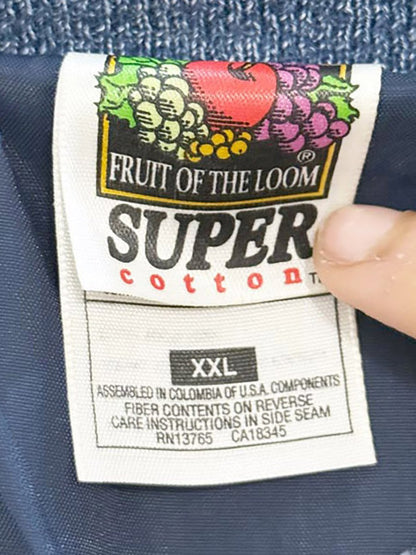 FRUIT OF THE LOOM ®
SUPER
cotton
XXL
ASSEMBLED IN COLOMBIA OF U.S.A. COMPONENTS
FIBER CONTENTS ON REVERSE
CARE INSTRUCTIONS IN SIDE SEAM
RN13765 CA18345